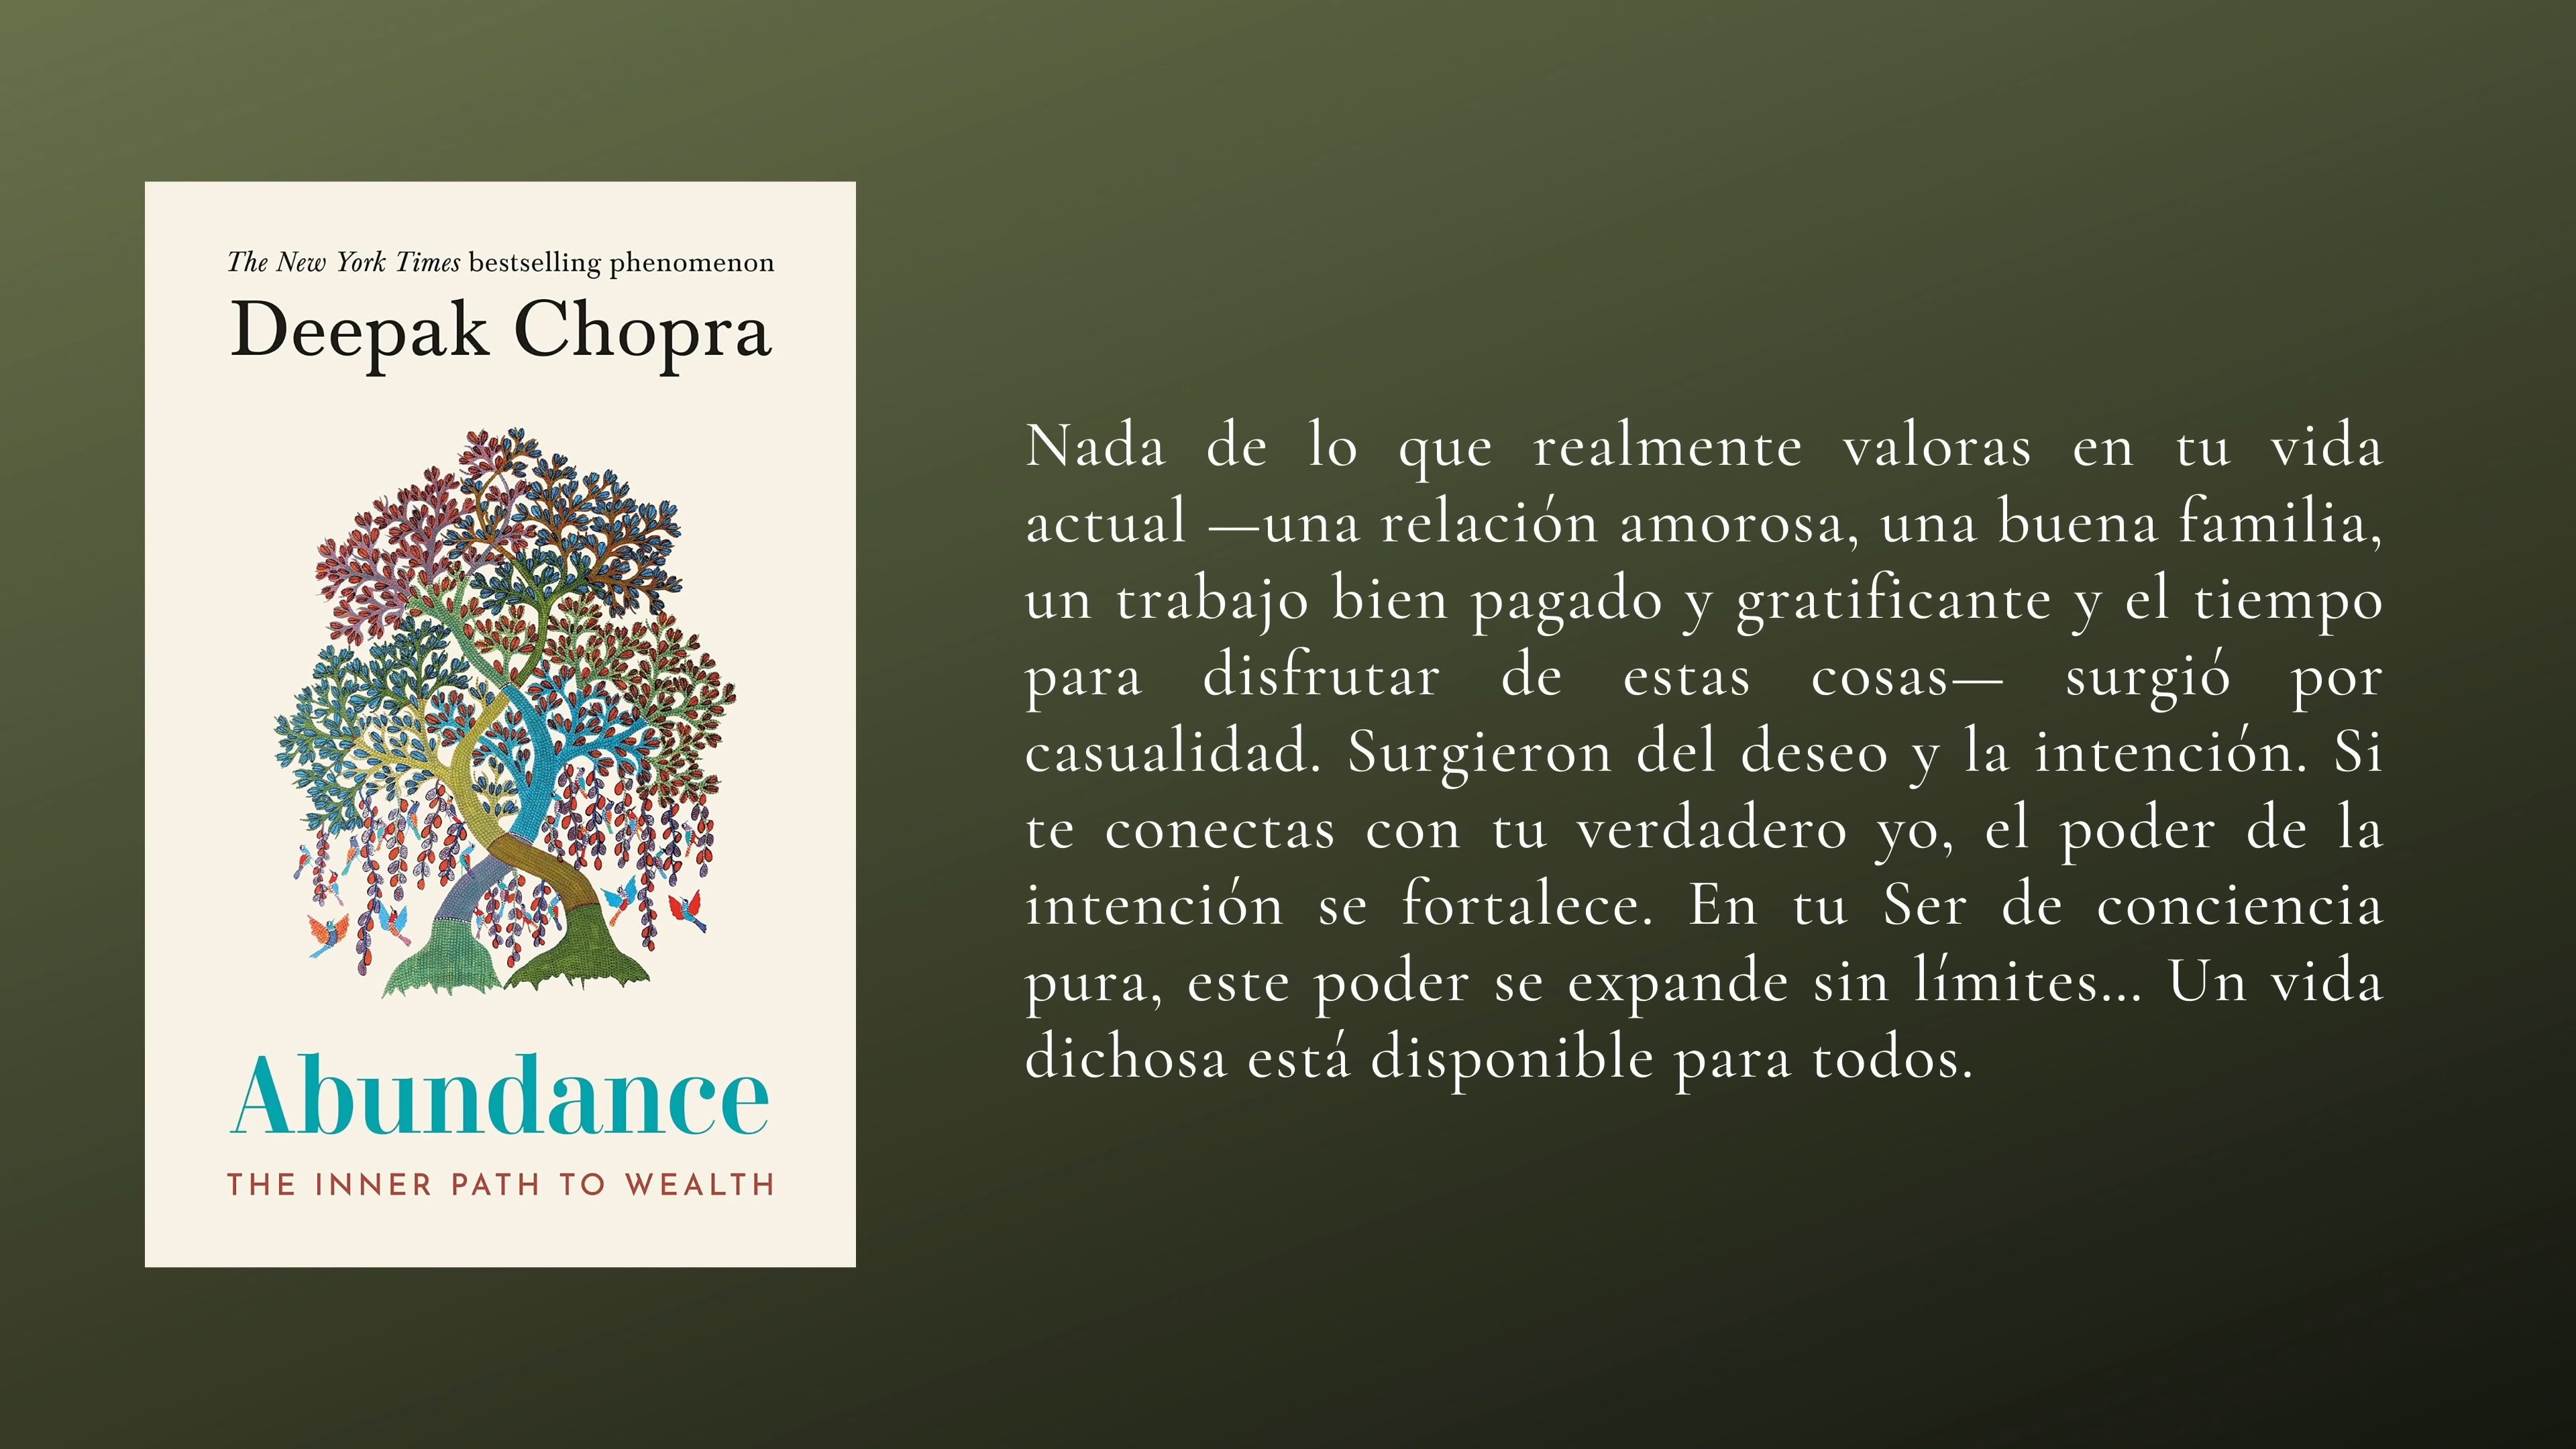 The New York Times bestselling phenomenon
Deepak Chopra
Abundance
THE INNER PATH TO WEALTH
Nada de lo que realmente valoras en tu vida
actual —una relación amorosa, una buena familia,
un trabajo bien pagado y gratificante y el tiempo
para disfrutar de estas cosas— surgió por
casualidad. Surgieron del deseo y la intención. Si
te conectas con tu verdadero yo, el poder de la
intención se fortalece. En tu Ser de conciencia
pura, este poder se expande sin límites... Un vida
dichosa está disponible para todos.